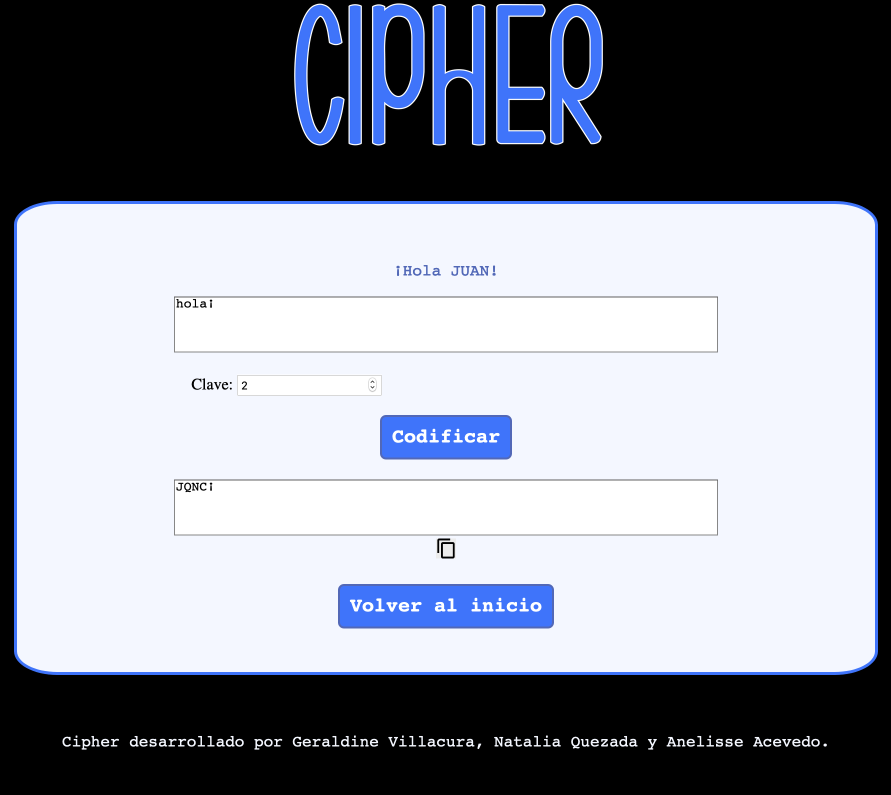 CIPHER
¡Hola JUAN!
hola¡
Clave: 2
Codificar
JQNC¡
Volver al inicio
Cipher desarrollado por Geraldine Villacura, Natalia Quezada y Anelisse Acevedo.